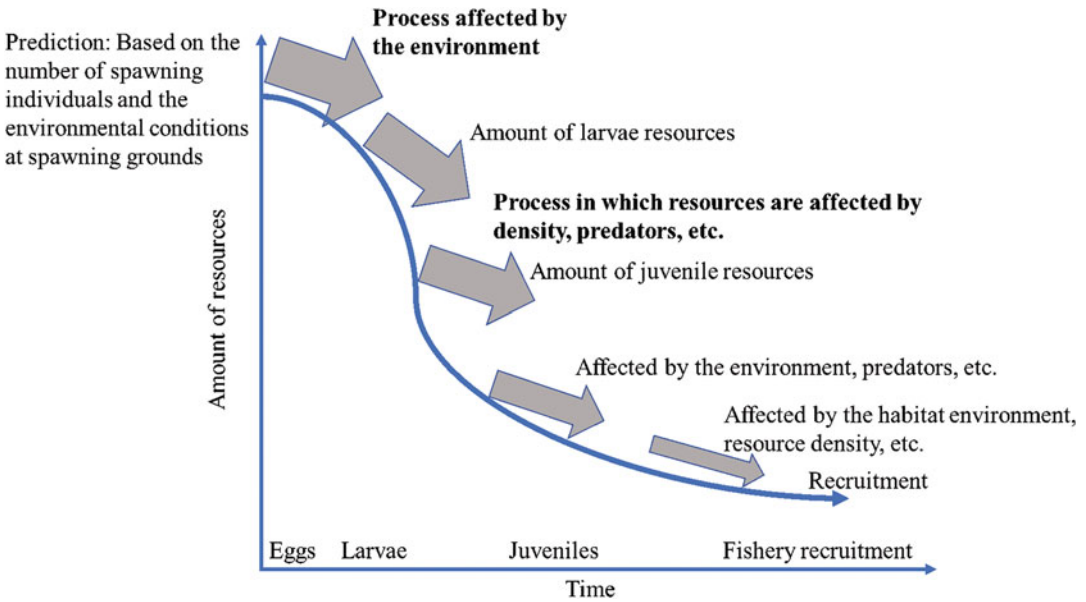 Process affected by
the environment
Prediction: Based on the
number of spawning
individuals and the
environmental conditions
at spawning grounds
Amount of larvae resources
Process in which resources are affected by
density, predators, etc.
Amount of juvenile resources
Amount of resources
Affected by the environment, predators, etc.
Affected by the habitat environment,
resource density, etc.
Recruitment
Eggs Larvae Juveniles Fishery recruitment
Time